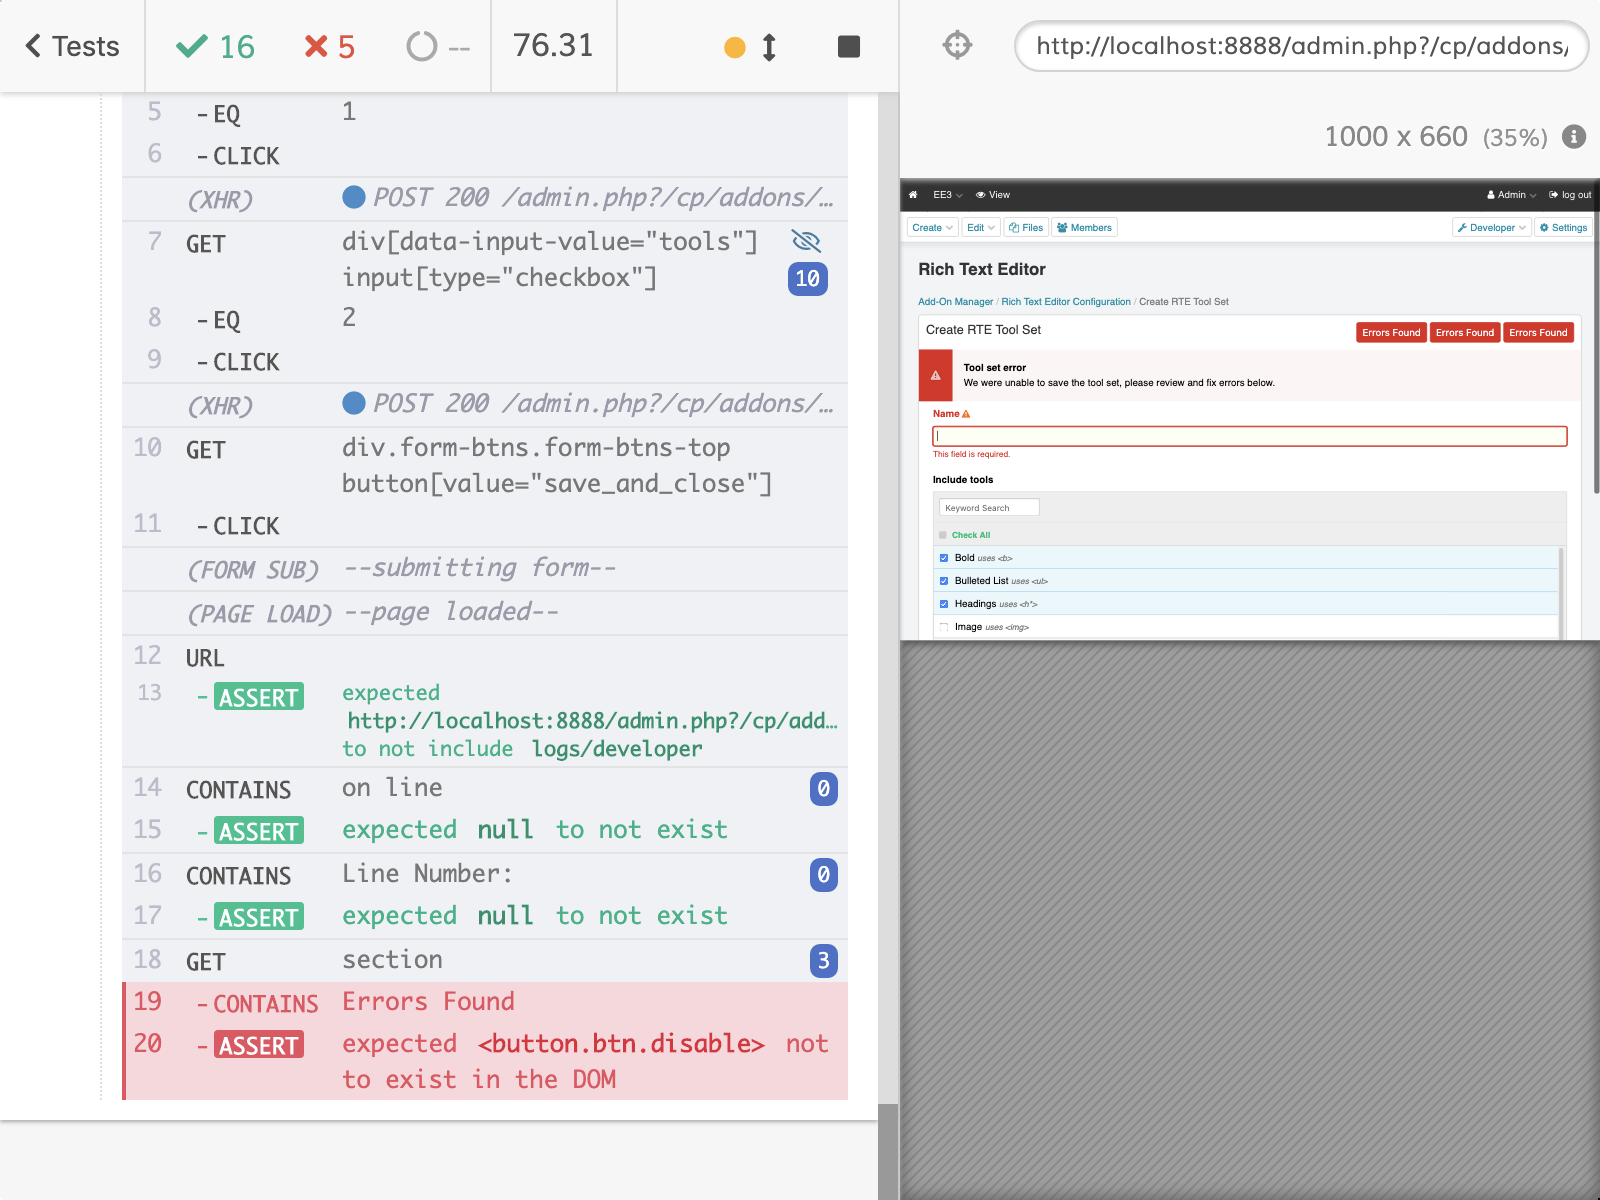 Tests
16
5
--
76.31
http://localhost:8888/admin.php?/cp/addons/
1000 x 660 (35%)
5 - EQ 1
6 - CLICK
(XHR) POST 200 /admin.php?/cp/addons/...
7 GET div[data-input-value="tools"]
input[type="checkbox"] 10
8 - EQ 2
9 - CLICK
(XHR) POST 200 /admin.php?/cp/addons/...
10 GET div.form-btns.form-btns-top
button[value="save_and_close"]
11 - CLICK
(FORM SUB) --submitting form--
(PAGE LOAD) --page loaded--
12 URL
13 - ASSERT expected
http://localhost:8888/admin.php?/cp/add...
to not include logs/developer
14 CONTAINS on line 0
15 - ASSERT expected null to not exist
16 CONTAINS Line Number: 0
17 - ASSERT expected null to not exist
18 GET section 3
19 - CONTAINS Errors Found
20 - ASSERT expected <button.btn.disable> not
to exist in the DOM
EE3 View Admin log out
Create Edit Files Members Developer Settings
Rich Text Editor
Add-On Manager / Rich Text Editor Configuration / Create RTE Tool Set
Create RTE Tool Set Errors Found Errors Found Errors Found
Tool set error
We were unable to save the tool set, please review and fix errors below.
Name
This field is required.
Include tools
Keyword Search
Check All
Bold uses <b>
Bulleted List uses <ul>
Headings uses <h*>
Image uses <img>